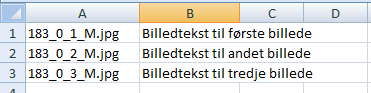 A B C D
1 183_0_1_M.jpg Billedtekst til første billede
2 183_0_2_M.jpg Billedtekst til andet billede
3 183_0_3_M.jpg Billedtekst til tredje billede